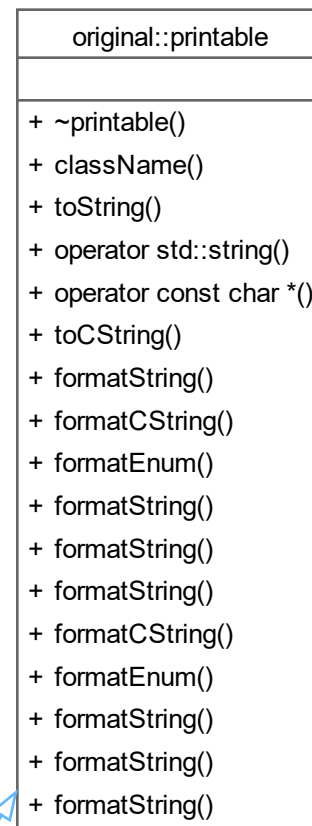 original::printable
+ ~printable()
+ className()
+ toString()
+ operator std::string()
+ operator const char *()
+ toCString()
+ formatString()
+ formatCString()
+ formatEnum()
+ formatString()
+ formatString()
+ formatString()
+ formatCString()
+ formatEnum()
+ formatString()
+ formatString()
+ formatString()